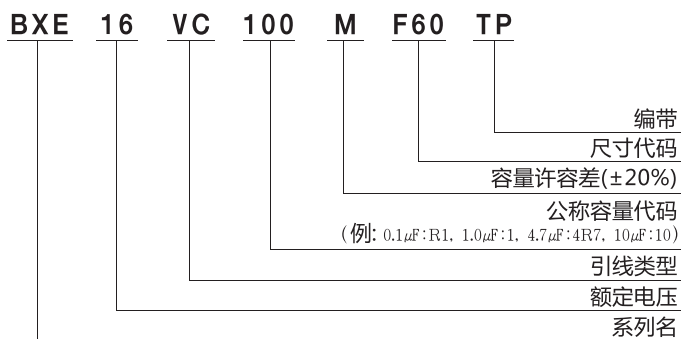 BXE 16 VC 100 M F60 TP
编带
尺寸代码
容量许容差(±20%)
公称容量代码
（例: 0.1μF:R1, 1.0μF:1, 4.7μF:4R7, 10μF:10）
引线类型
额定电压
系列名